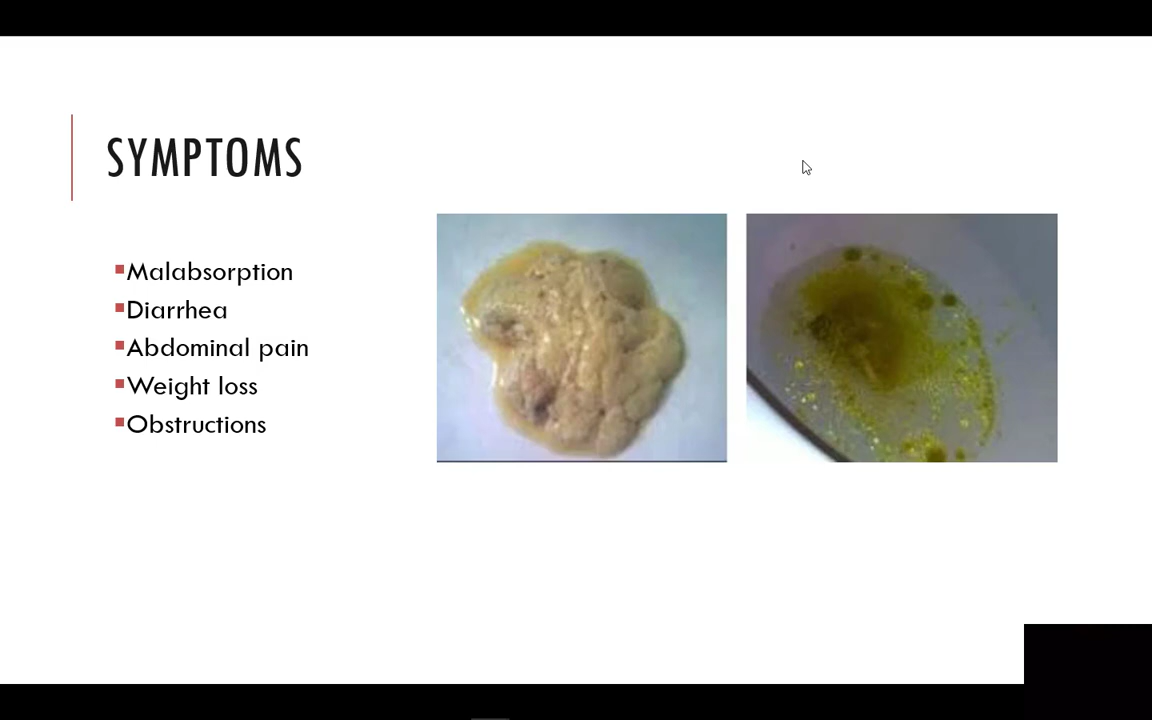 SYMPTOMS
Malabsorption
Diarrhea
Abdominal pain
Weight loss
Obstructions